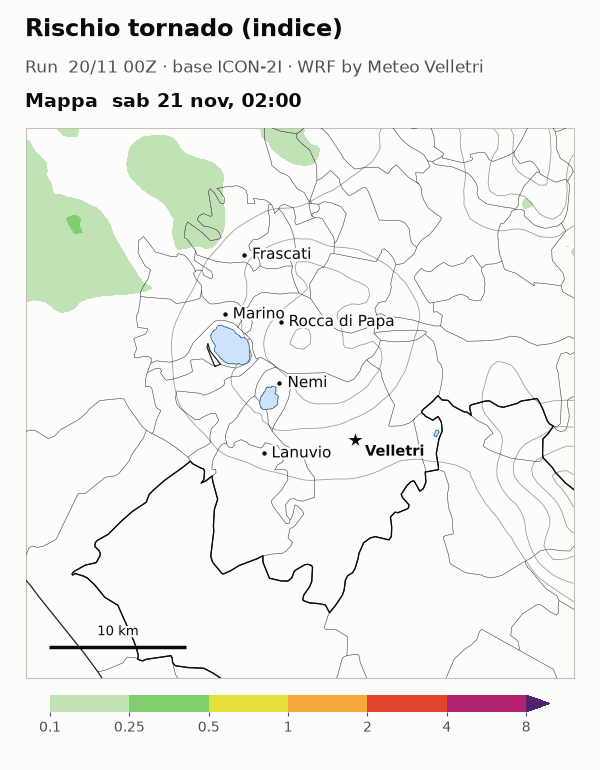 Rischio tornado (indice)
Run  20/11 00Z · base ICON-2I · WRF by Meteo Velletri
Mappa  sab 21 nov, 02:00
Frascati
Marino
Rocca di Papa
Nemi
Velletri
Lanuvio
10 km
0.1 0.25 0.5 1 2 4 8